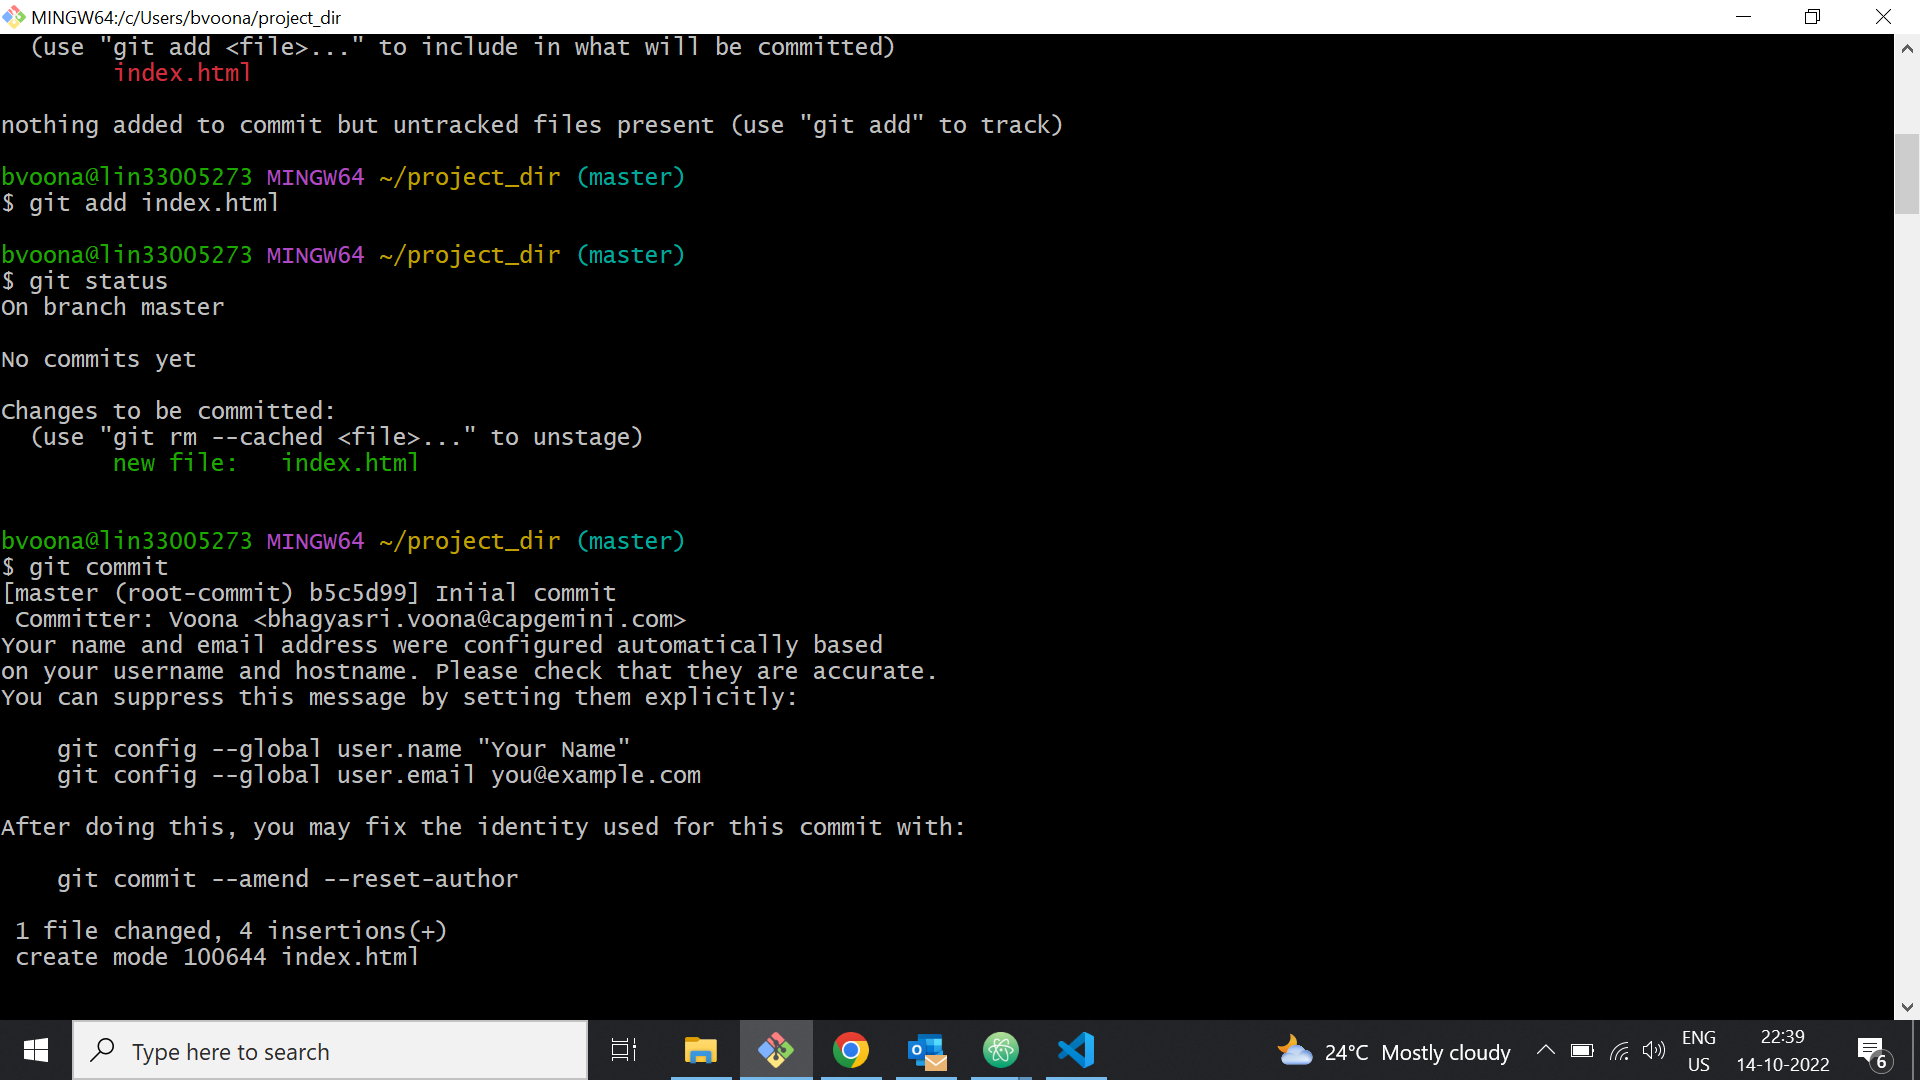 MINGW64:/c/Users/bvoona/project_dir
(use "git add <file>..." to include in what will be committed)
index.html
nothing added to commit but untracked files present (use "git add" to track)
bvoona@lin33005273 MINGW64 ~/project_dir (master)
$ git add index.html
bvoona@lin33005273 MINGW64 ~/project_dir (master)
$ git status
On branch master
No commits yet
Changes to be committed:
(use "git rm --cached <file>..." to unstage)
new file:   index.html
bvoona@lin33005273 MINGW64 ~/project_dir (master)
$ git commit
[master (root-commit) b5c5d99] Iniial commit
Committer: Voona <bhagyasri.voona@capgemini.com>
Your name and email address were configured automatically based
on your username and hostname. Please check that they are accurate.
You can suppress this message by setting them explicitly:
git config --global user.name "Your Name"
git config --global user.email you@example.com
After doing this, you may fix the identity used for this commit with:
git commit --amend --reset-author
1 file changed, 4 insertions(+)
create mode 100644 index.html
Type here to search
24°C Mostly cloudy
ENG
US
22:39
14-10-2022
6